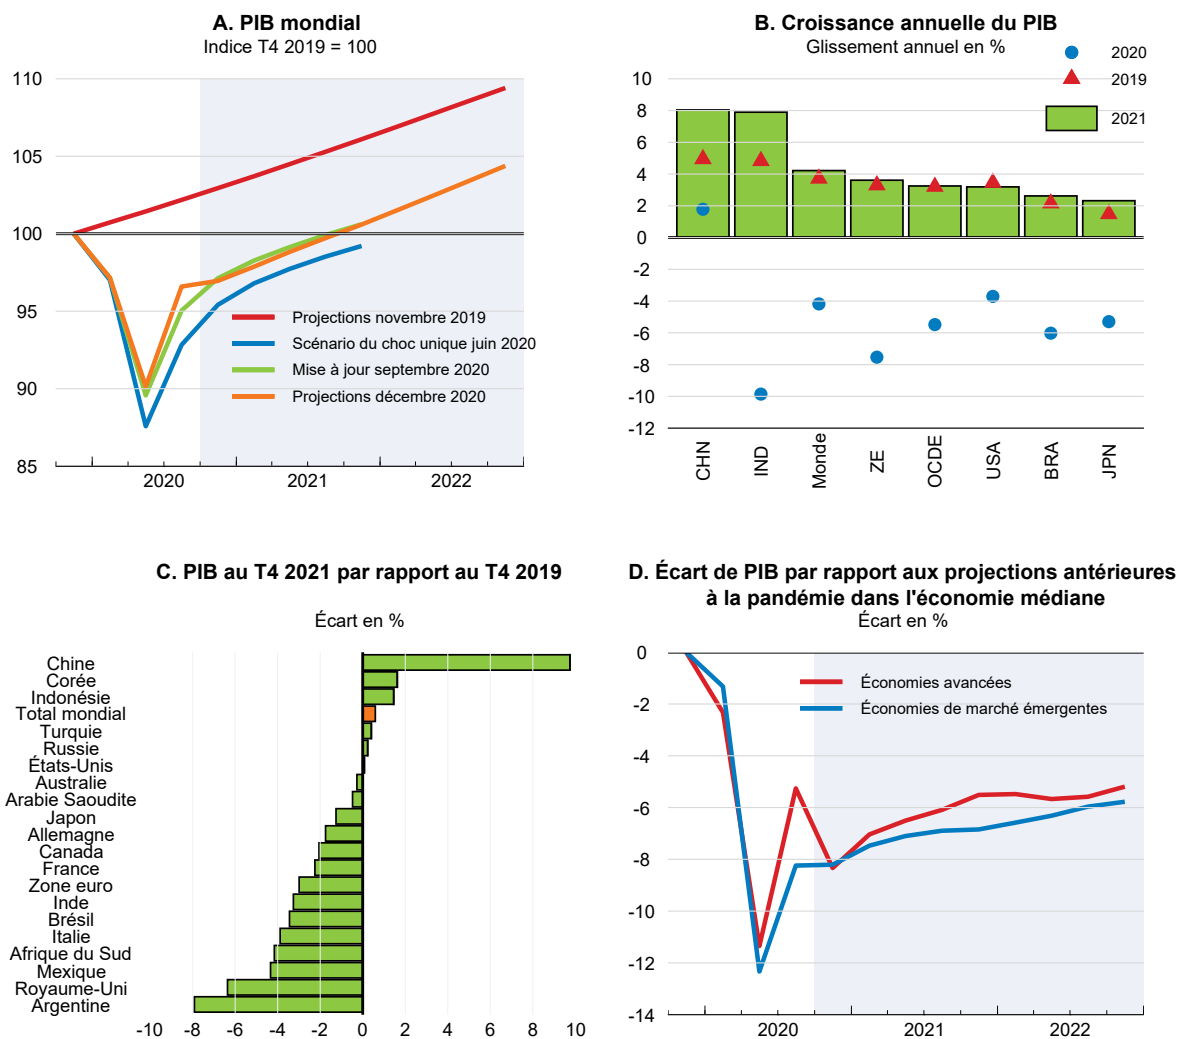 A. PIB mondial
Indice T4 2019 = 100
110
105
100
95
90
85
2020
2021
2022
Projections novembre 2019
Scénario du choc unique juin 2020
Mise à jour septembre 2020
Projections décembre 2020
B. Croissance annuelle du PIB
Glissement annuel en %
2020
2019
2021
10
8
6
4
2
0
-2
-4
-6
-8
-10
-12
CHN
IND
Monde
ZE
OCDE
USA
BRA
JPN
C. PIB au T4 2021 par rapport au T4 2019
Écart en %
Chine
Corée
Indonésie
Total mondial
Turquie
Russie
États-Unis
Australie
Arabie Saoudite
Japon
Allemagne
Canada
France
Zone euro
Inde
Brésil
Italie
Afrique du Sud
Mexique
Royaume-Uni
Argentine
-10 -8 -6 -4 -2 0 2 4 6 8 10
D. Écart de PIB par rapport aux projections antérieures
à la pandémie dans l'économie médiane
Écart en %
Économies avancées
Économies de marché émergentes
0
-2
-4
-6
-8
-10
-12
-14
2020
2021
2022